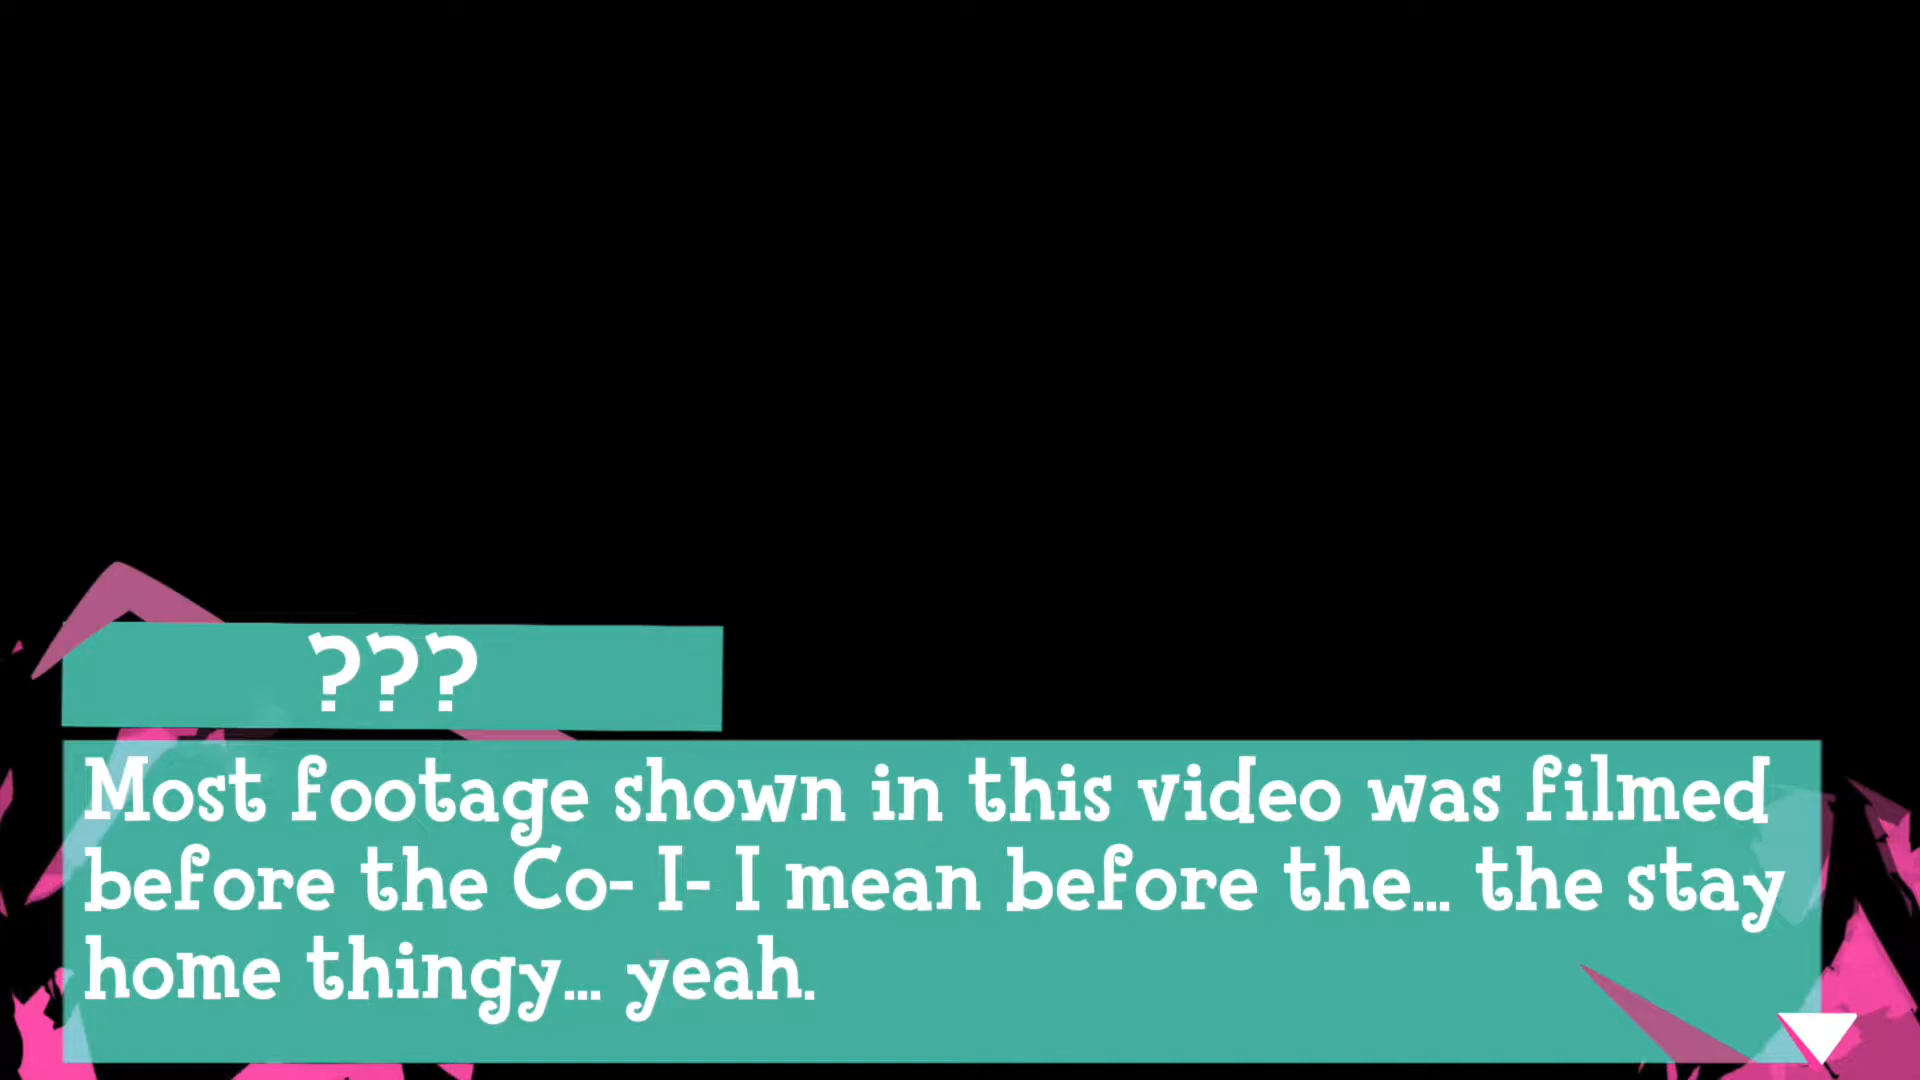 ???
Most footage shown in this video was filmed
before the Co- I- I mean before the... the stay
home thingy... yeah.